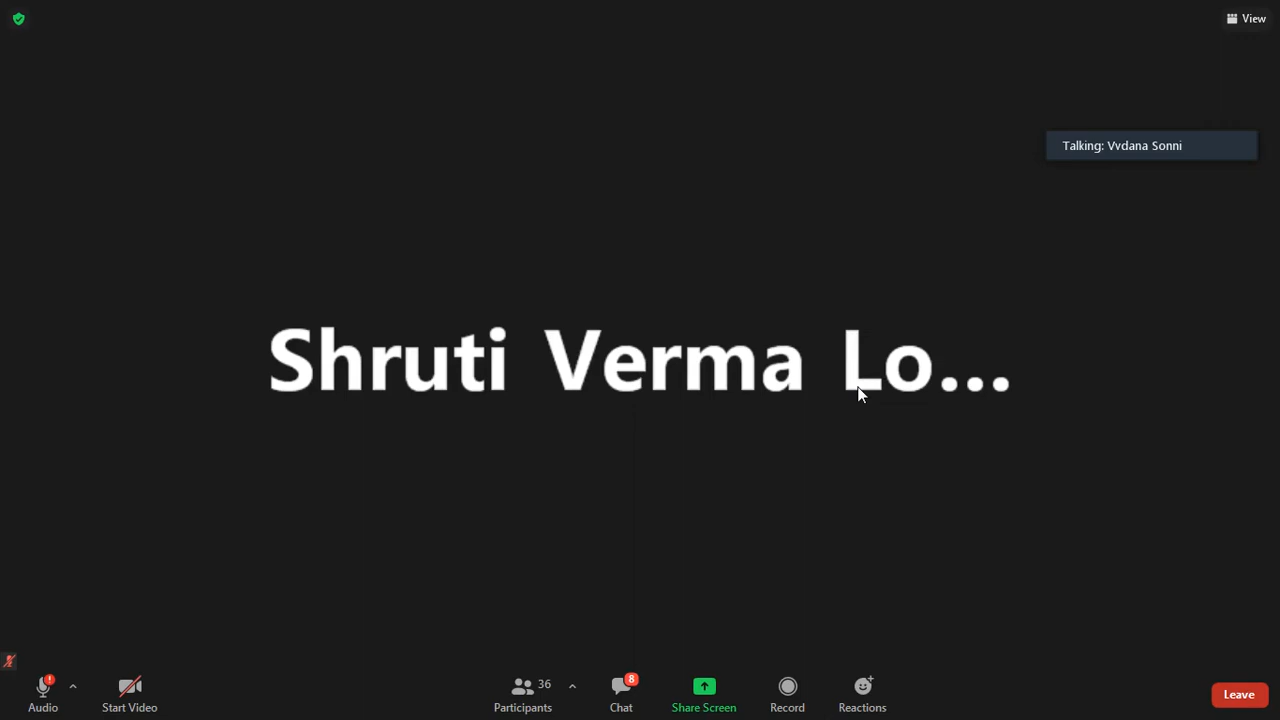 View
Talking: Vvdana Sonni
Shruti Verma Lo...
Audio
Start Video
36
Participants
8
Chat
Share Screen
Record
Reactions
Leave